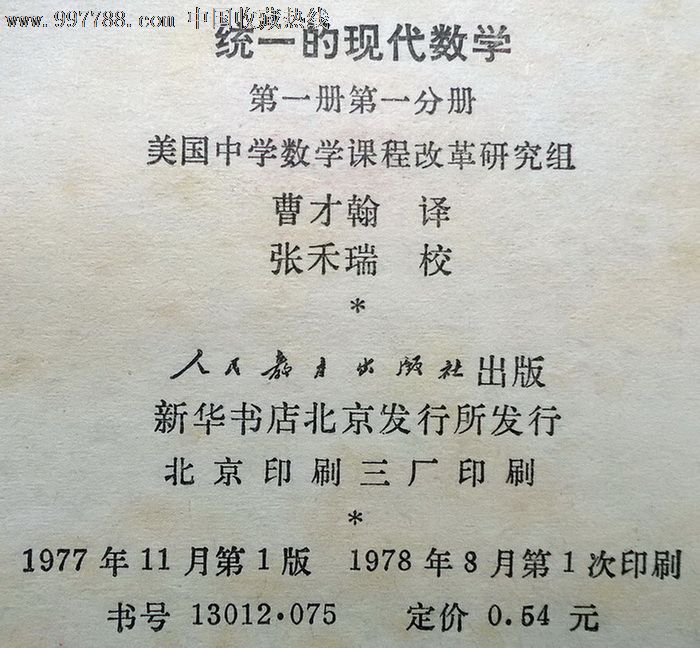 www.997788.com 中国收藏热线
统一的现代数学
第一册第一分册
美国中学数学课程改革研究组
曹才翰 译
张禾瑞 校
*
人民教育出版社出版
新华书店北京发行所发行
北京印刷三厂印刷
*
1977年11月第1版 1978年8月第1次印刷
书号 13012·075 定价 0.54 元